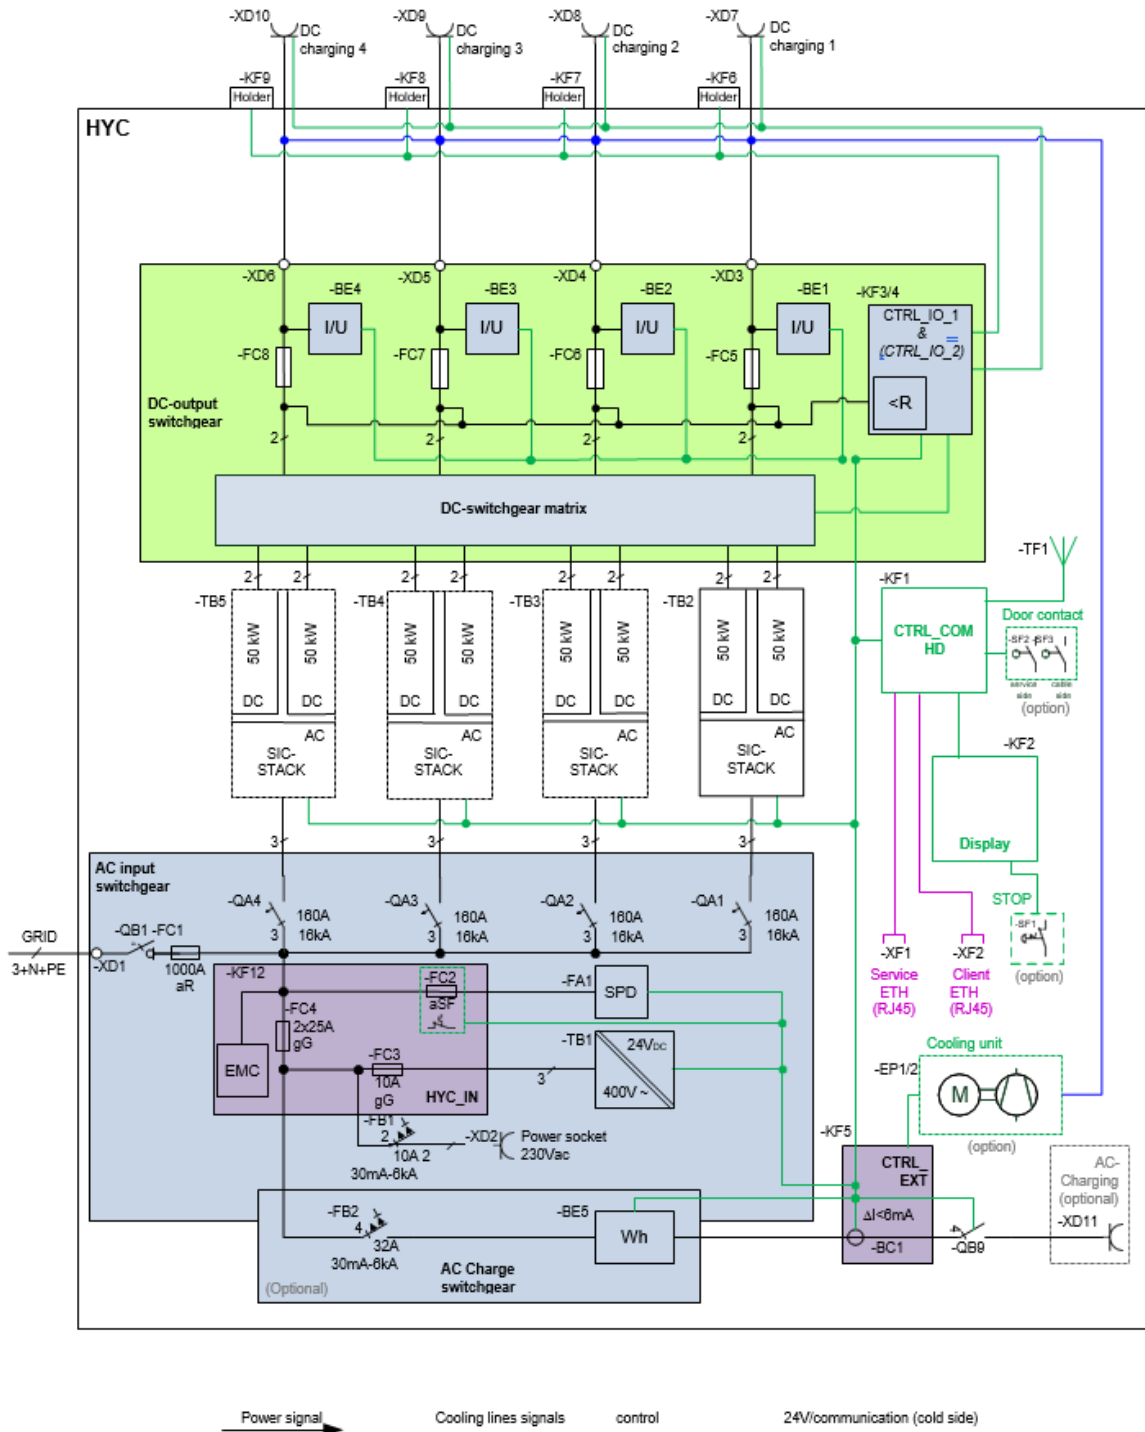 -XD10
DC
charging 4
-XD9
DC
charging 3
-XD8
DC
charging 2
-XD7
DC
charging 1
-KF9
Holder
-KF8
Holder
-KF7
Holder
-KF6
Holder
HYC
-XD6
-XD5
-XD4
-XD3
-BE4
-BE3
-BE2
-BE1
-KF3/4
I/U
I/U
I/U
I/U
CTRL_IO_1
&
(CTRL_IO_2)
-FC8
-FC7
-FC6
-FC5
<R
DC-output
switchgear
2
2
2
2
DC-switchgear matrix
2
2
2
2
2
2
2
2
-TB5
-TB4
-TB3
-TB2
50 kW
50 kW
50 kW
50 kW
50 kW
50 kW
50 kW
50 kW
DC
DC
DC
DC
DC
DC
DC
DC
AC
AC
AC
AC
SIC-
STACK
SIC-
STACK
SIC-
STACK
SIC-
STACK
-TF1
-KF1
CTRL_COM
HD
Door contact
-SF2
-SF3
service
side
cable
side
(option)
-KF2
Display
STOP
-SF1
(option)
-XF1
Service
ETH
(RJ45)
-XF2
Client
ETH
(RJ45)
3
3
3
3
AC input
switchgear
-QA4
160A
16kA
3
-QA3
160A
16kA
3
-QA2
160A
16kA
3
-QA1
160A
16kA
3
GRID
3+N+PE
-XD1
-QB1
-FC1
1000A
aR
-KF12
-FC2
aSF
-FA1
SPD
-FC4
2x25A
gG
EMC
-FC3
10A
gG
HYC_IN
-TB1
24VDC
400V ~
3
-FB1
2
10A 2
30mA-6kA
-XD2
Power socket
230Vac
Cooling unit
-EP1/2
M
(option)
-KF5
CTRL_
EXT
ΔI<6mA
-BC1
4
-QB9
AC-
Charging
(optional)
-XD11
-FB2
4
32A
30mA-6kA
-BE5
Wh
AC Charge
switchgear
(Optional)
Power signal
Cooling lines signals
control
24V/communication (cold side)